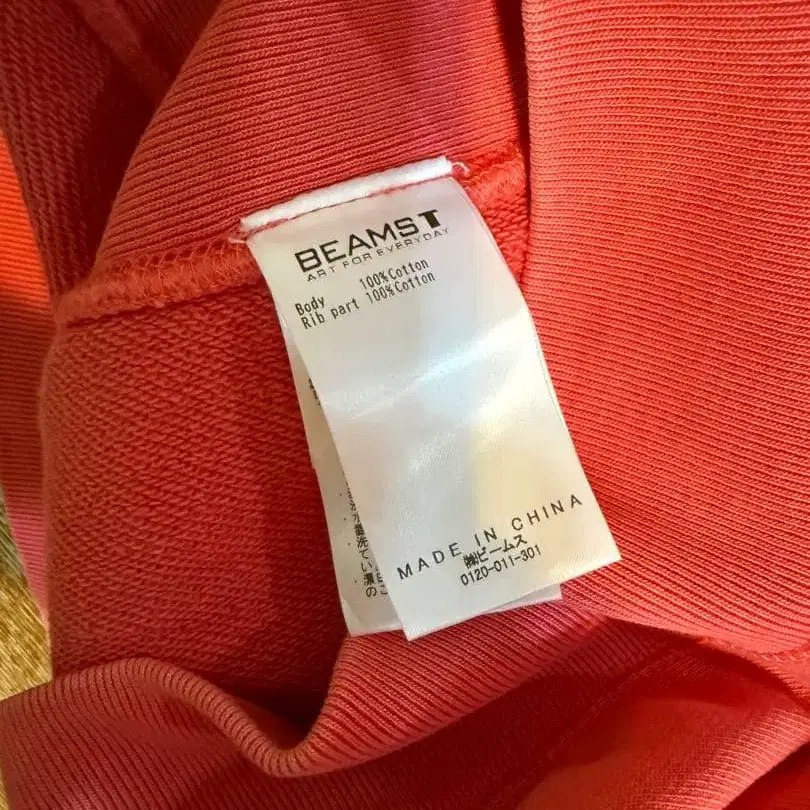 BEAMS T
ART FOR EVERYDAY
Body 100%Cotton
Rib part 100%Cotton
MADE IN CHINA
㈱ビームス
0120-011-301